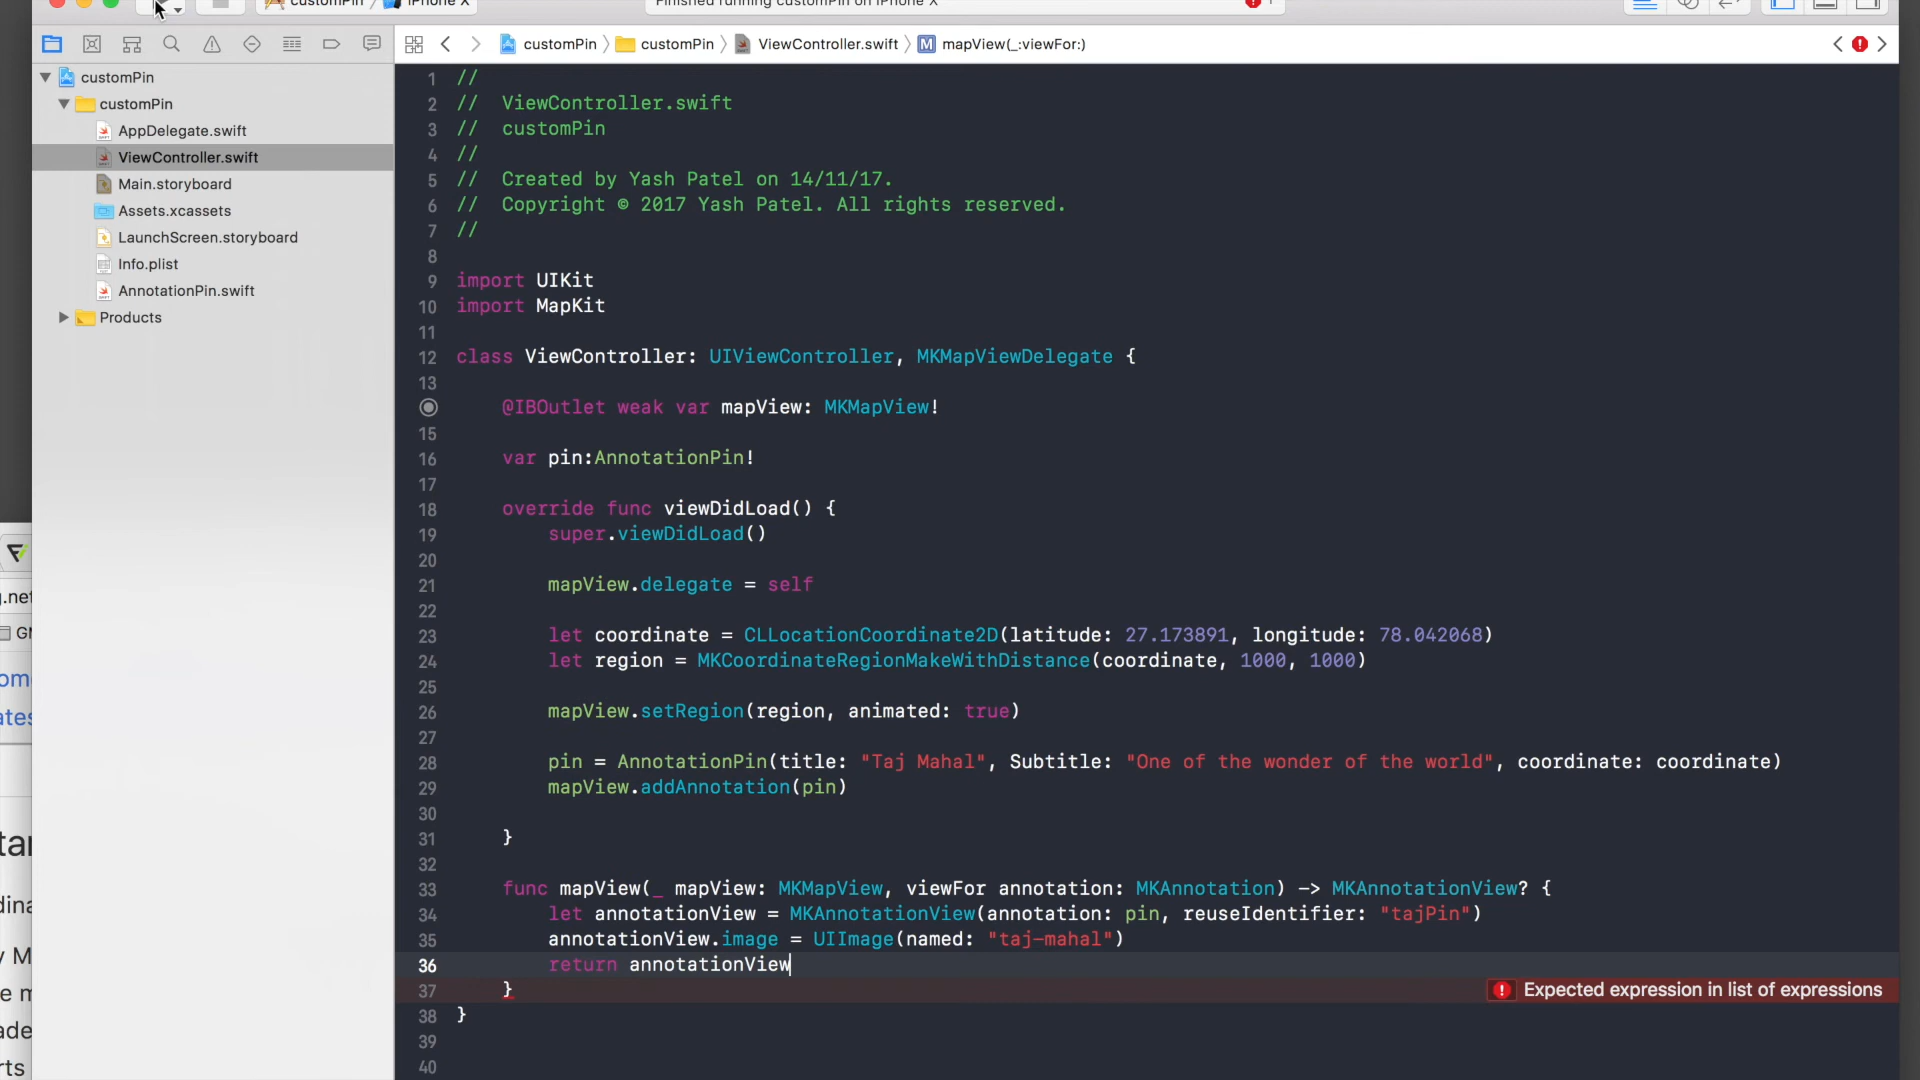 customPin iPhone X Finished running customPin on iPhone X
customPin customPin ViewController.swift M mapView(_:viewFor:)
customPin
customPin
AppDelegate.swift
ViewController.swift
Main.storyboard
Assets.xcassets
LaunchScreen.storyboard
Info.plist
AnnotationPin.swift
Products
1 //
2 // ViewController.swift
3 // customPin
4 //
5 // Created by Yash Patel on 14/11/17.
6 // Copyright © 2017 Yash Patel. All rights reserved.
7 //
8
9 import UIKit
10 import MapKit
11
12 class ViewController: UIViewController, MKMapViewDelegate {
13
@IBOutlet weak var mapView: MKMapView!
15
16 var pin:AnnotationPin!
17
18 override func viewDidLoad() {
19 super.viewDidLoad()
20
21 mapView.delegate = self
22
23 let coordinate = CLLocationCoordinate2D(latitude: 27.173891, longitude: 78.042068)
24 let region = MKCoordinateRegionMakeWithDistance(coordinate, 1000, 1000)
25
26 mapView.setRegion(region, animated: true)
27
28 pin = AnnotationPin(title: "Taj Mahal", Subtitle: "One of the wonder of the world", coordinate: coordinate)
29 mapView.addAnnotation(pin)
30
31 }
32
33 func mapView(_ mapView: MKMapView, viewFor annotation: MKAnnotation) -> MKAnnotationView? {
34 let annotationView = MKAnnotationView(annotation: pin, reuseIdentifier: "tajPin")
35 annotationView.image = UIImage(named: "taj-mahal")
36 return annotationView
37 } Expected expression in list of expressions
38 }
39
40